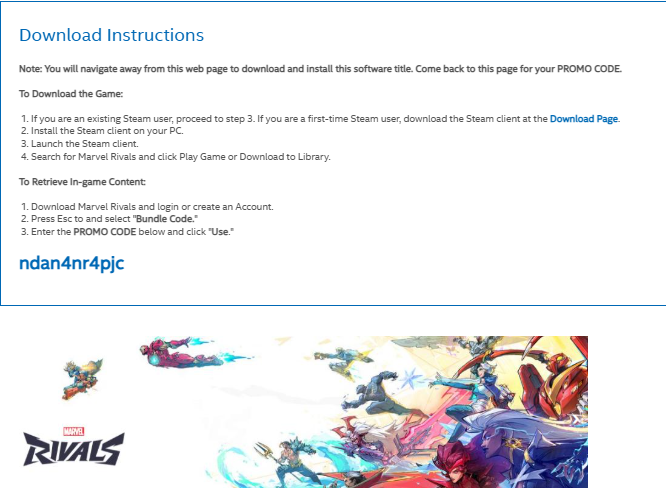 Download Instructions
Note: You will navigate away from this web page to download and install this software title. Come back to this page for your PROMO CODE.
To Download the Game:
1. If you are an existing Steam user, proceed to step 3. If you are a first-time Steam user, download the Steam client at the Download Page.
2. Install the Steam client on your PC.
3. Launch the Steam client.
4. Search for Marvel Rivals and click Play Game or Download to Library.
To Retrieve In-game Content:
1. Download Marvel Rivals and login or create an Account.
2. Press Esc to and select "Bundle Code."
3. Enter the PROMO CODE below and click "Use."
ndan4nr4pjc
MARVEL
RIVALS